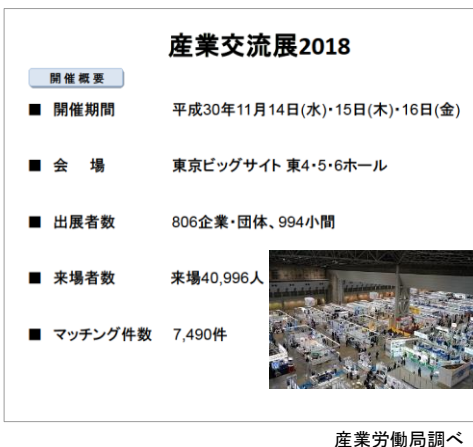 産業交流展2018
開催概要
■ 開催期間 平成30年11月14日(水)・15日(木)・16日(金)
■ 会 場 東京ビッグサイト 東4・5・6ホール
■ 出展者数 806企業・団体、994小間
■ 来場者数 来場40,996人
■ マッチング件数 7,490件
産業労働局調べ